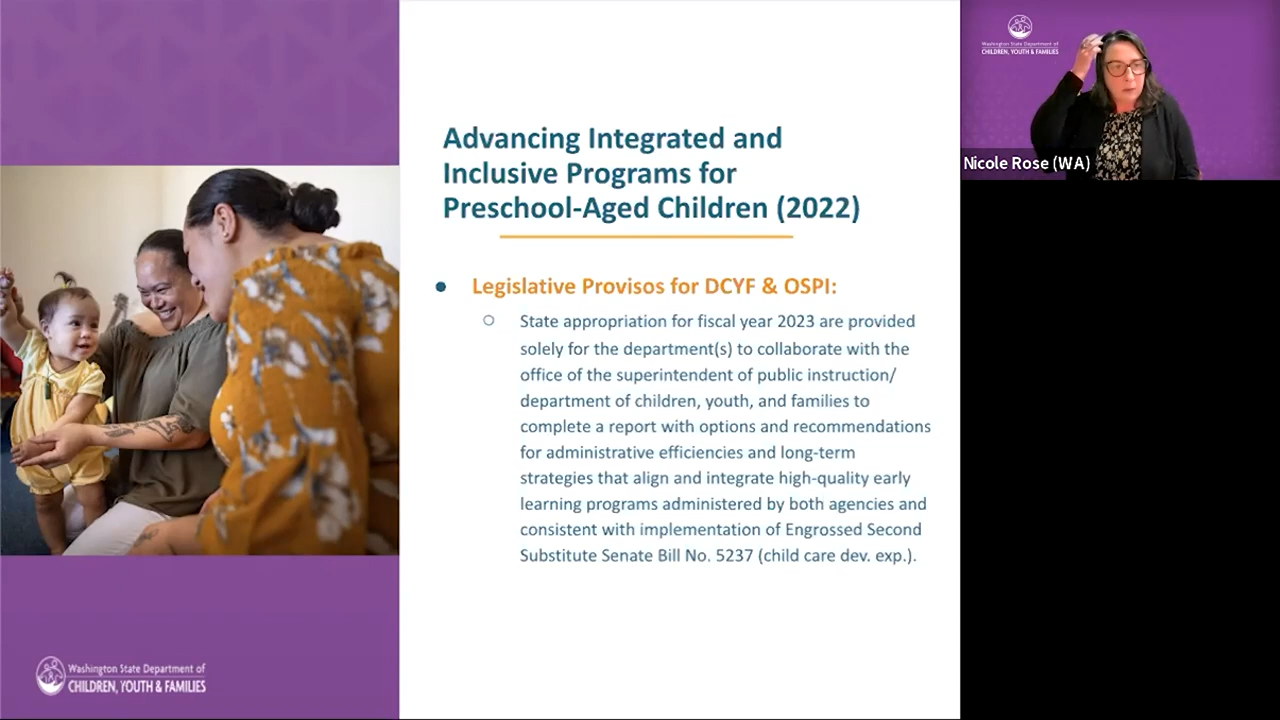 Advancing Integrated and
Inclusive Programs for
Preschool-Aged Children (2022)
Legislative Provisos for DCYF & OSPI:
State appropriation for fiscal year 2023 are provided
solely for the department(s) to collaborate with the
office of the superintendent of public instruction/
department of children, youth, and families to
complete a report with options and recommendations
for administrative efficiencies and long-term
strategies that align and integrate high-quality early
learning programs administered by both agencies and
consistent with implementation of Engrossed Second
Substitute Senate Bill No. 5237 (child care dev. exp.).
Washington State Department of
CHILDREN, YOUTH & FAMILIES
Washington State Department of
CHILDREN, YOUTH & FAMILIES
Nicole Rose (WA)